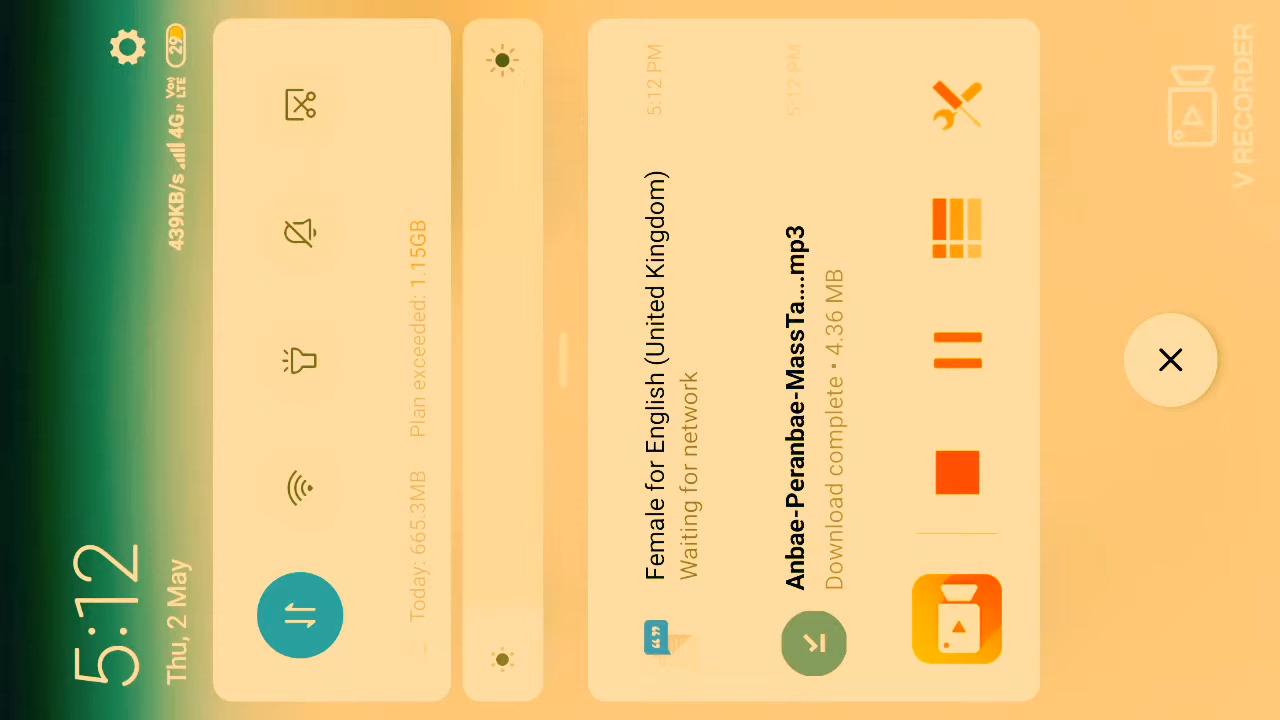 5:12
Thu, 2 May
439KB/s 4G Vo) LTE 29
Today: 665.3MB Plan exceeded: 1.15GB
Female for English (United Kingdom) 5:12 PM
Waiting for network
Anbae-Peranbae-MassTa....mp3 5:12 PM
Download complete • 4.36 MB
V RECORDER